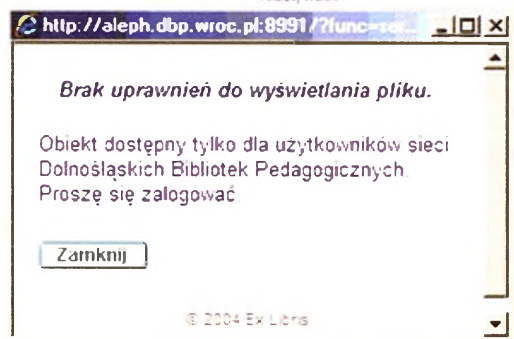 http://aleph.dbp.wroc.pl:8991/?func=ser...
Brak uprawnień do wyświetlania pliku.
Obiekt dostępny tylko dla użytkowników sieci
Dolnośląskich Bibliotek Pedagogicznych.
Proszę się zalogować.
Zamknij
© 2004 Ex Libris